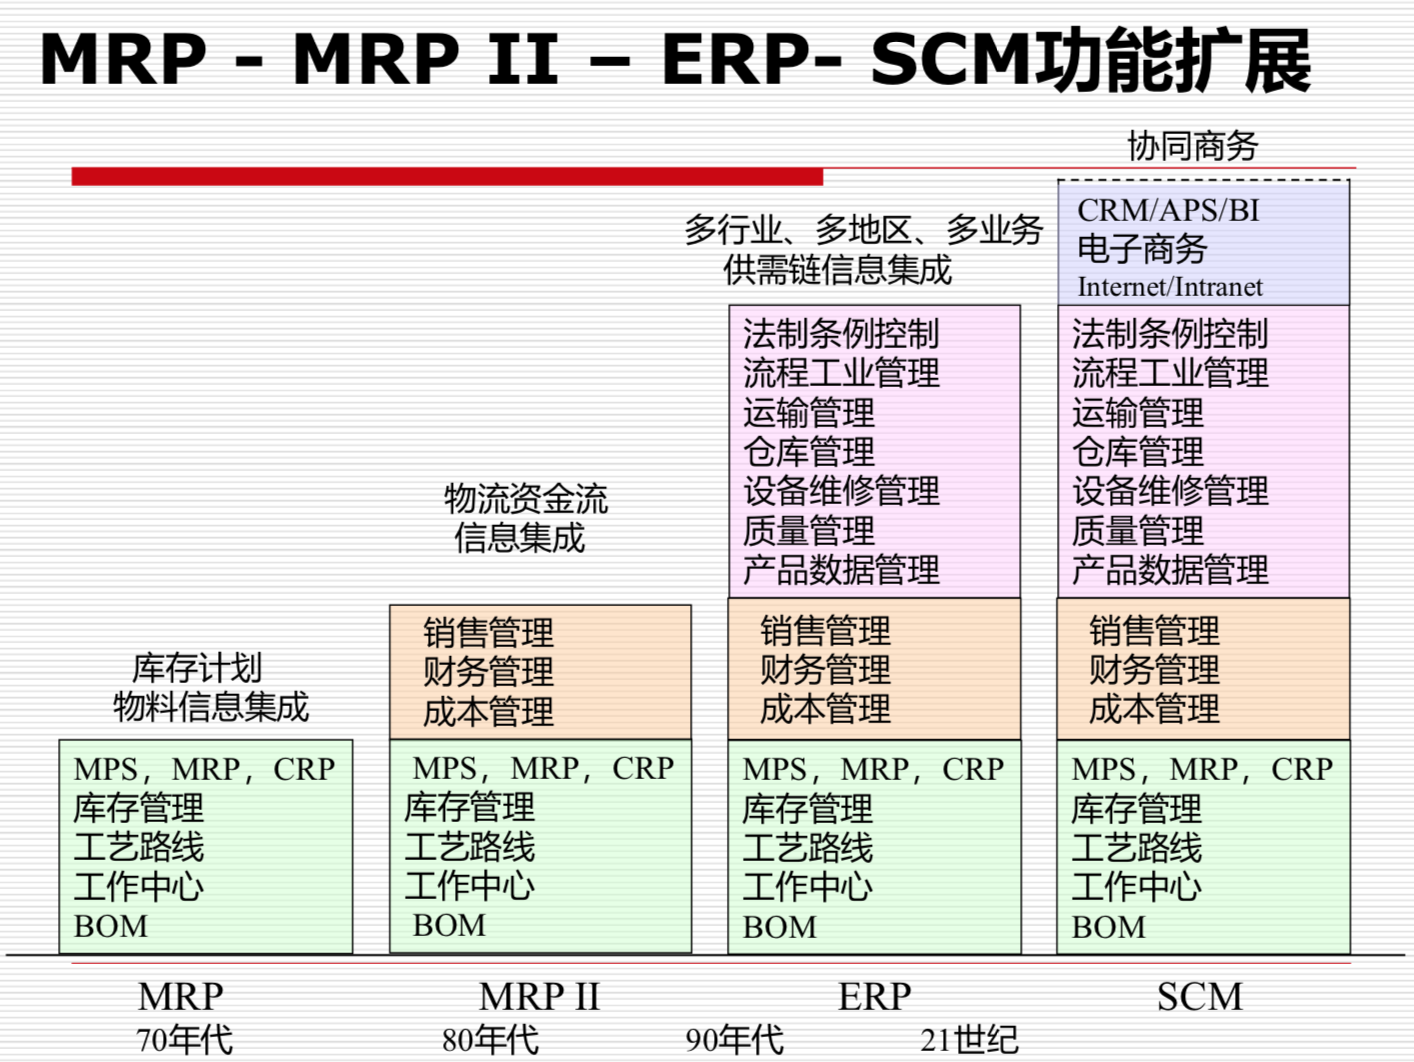 MRP - MRP II – ERP- SCM功能扩展
协同商务
多行业、多地区、多业务
供需链信息集成
物流资金流
信息集成
库存计划
物料信息集成
MPS，MRP，CRP
库存管理
工艺路线
工作中心
BOM
销售管理
财务管理
成本管理
MPS，MRP，CRP
库存管理
工艺路线
工作中心
BOM
法制条例控制
流程工业管理
运输管理
仓库管理
设备维修管理
质量管理
产品数据管理
销售管理
财务管理
成本管理
MPS，MRP，CRP
库存管理
工艺路线
工作中心
BOM
CRM/APS/BI
电子商务
Internet/Intranet
法制条例控制
流程工业管理
运输管理
仓库管理
设备维修管理
质量管理
产品数据管理
销售管理
财务管理
成本管理
MPS，MRP，CRP
库存管理
工艺路线
工作中心
BOM
MRP MRP II ERP SCM
70年代 80年代 90年代 21世纪